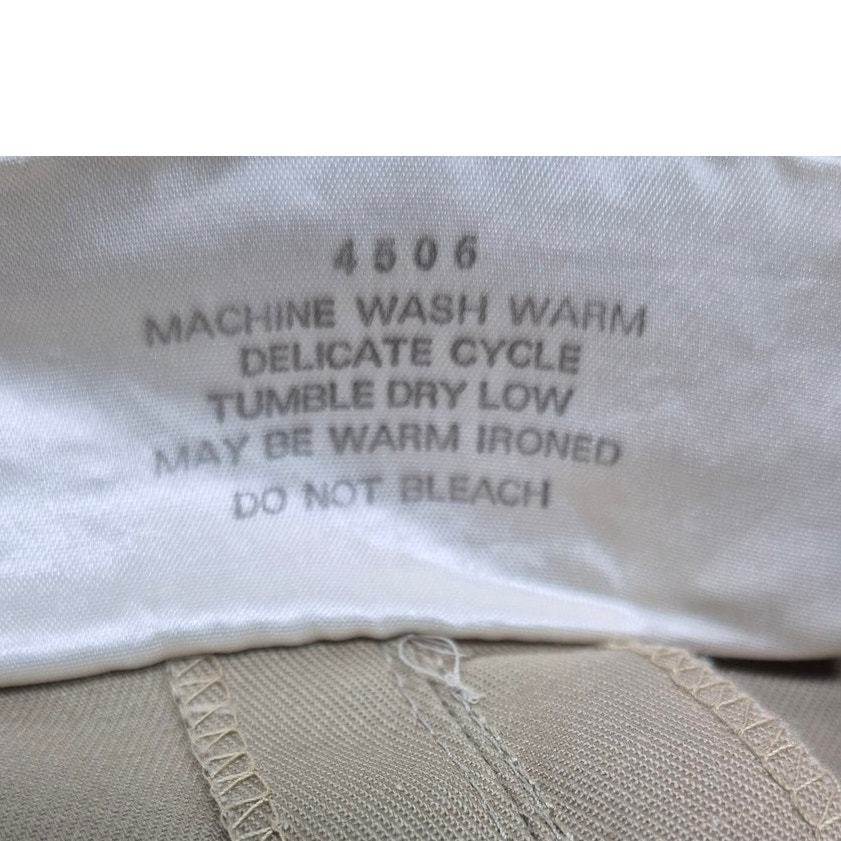 4506
MACHINE WASH WARM
DELICATE CYCLE
TUMBLE DRY LOW
MAY BE WARM IRONED
DO NOT BLEACH